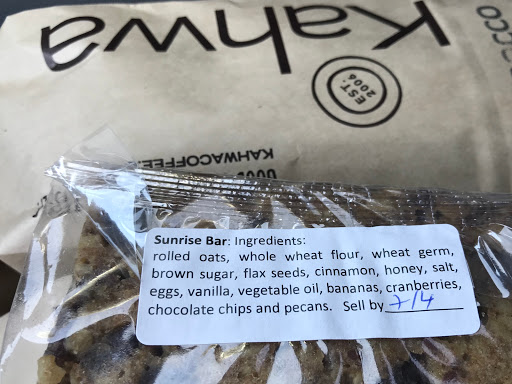 Kahwa
EST.
2006
KAHWACOFFEE.
Sunrise Bar: Ingredients:
rolled oats, whole wheat flour, wheat germ,
brown sugar, flax seeds, cinnamon, honey, salt,
eggs, vanilla, vegetable oil, bananas, cranberries,
chocolate chips and pecans. Sell by 7/4